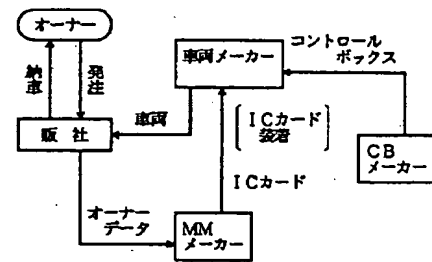 オーナー
コントロール
ボックス
車両メーカー
納車
発注
車両
販社
ICカード
装着
CB
メーカー
ICカード
オーナー
データ
MM
メーカー